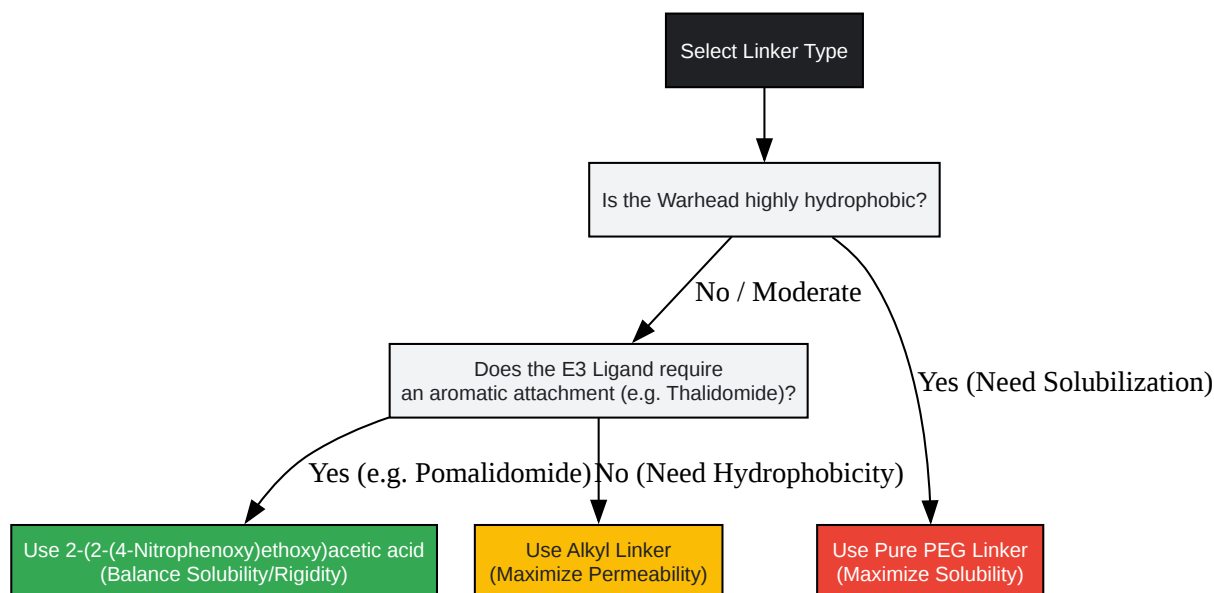 Select Linker Type
Is the Warhead highly hydrophobic?
No / Moderate
Does the E3 Ligand require
an aromatic attachment (e.g. Thalidomide)?
Yes (Need Solubilization)
Yes (e.g. Pomalidomide)
No (Need Hydrophobicity)
Use 2-(2-(4-Nitrophenoxy)ethoxy)acetic acid
(Balance Solubility/Rigidity)
Use Alkyl Linker
(Maximize Permeability)
Use Pure PEG Linker
(Maximize Solubility)